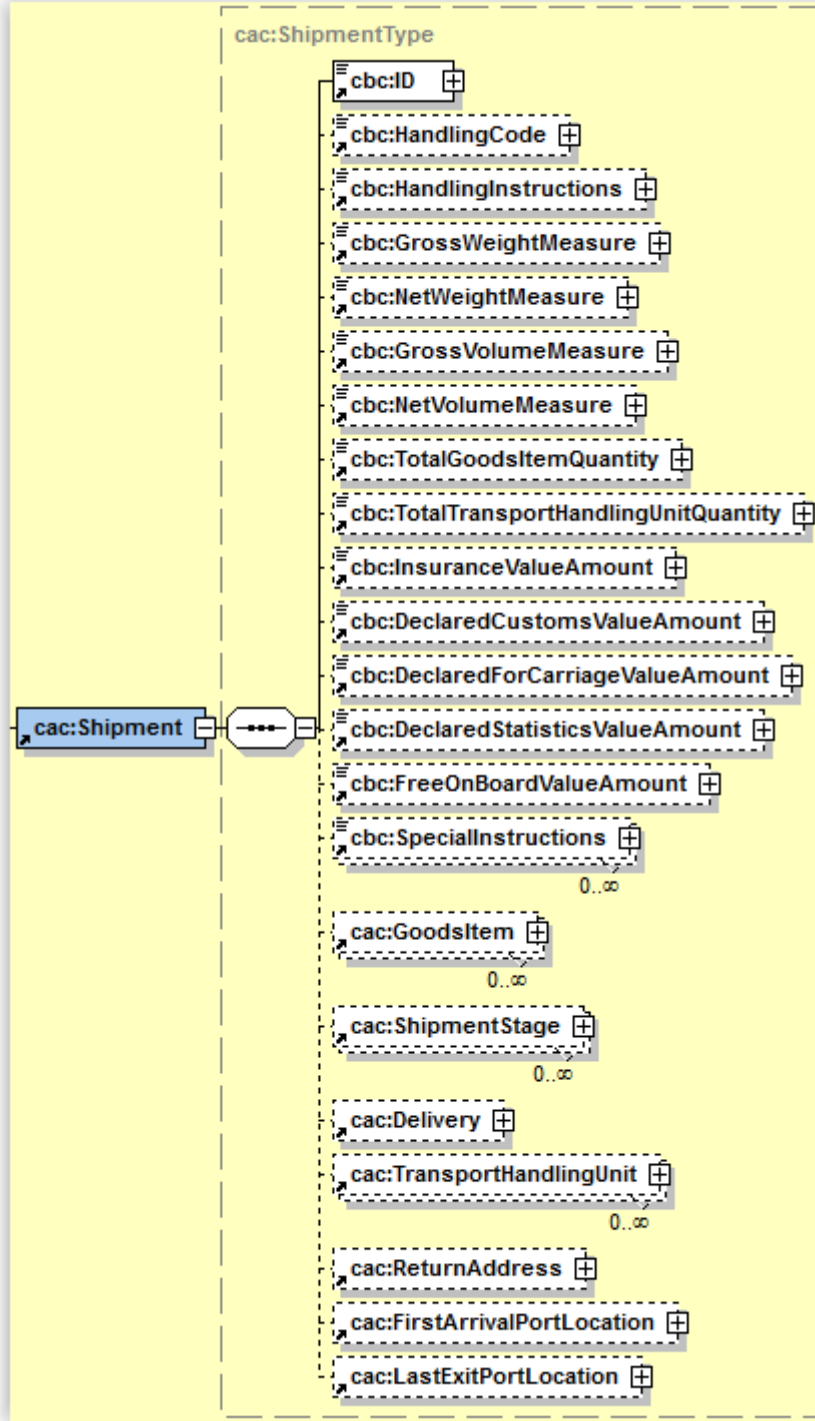 cac:ShipmentType
cbc:ID
cbc:HandlingCode
cbc:HandlingInstructions
cbc:GrossWeightMeasure
cbc:NetWeightMeasure
cbc:GrossVolumeMeasure
cbc:NetVolumeMeasure
cbc:TotalGoodsItemQuantity
cbc:TotalTransportHandlingUnitQuantity
cbc:InsuranceValueAmount
cbc:DeclaredCustomsValueAmount
cbc:DeclaredForCarriageValueAmount
cac:Shipment
cbc:DeclaredStatisticsValueAmount
cbc:FreeOnBoardValueAmount
cbc:SpecialInstructions
0..∞
cac:GoodsItem
0..∞
cac:ShipmentStage
0..∞
cac:Delivery
cac:TransportHandlingUnit
0..∞
cac:ReturnAddress
cac:FirstArrivalPortLocation
cac:LastExitPortLocation